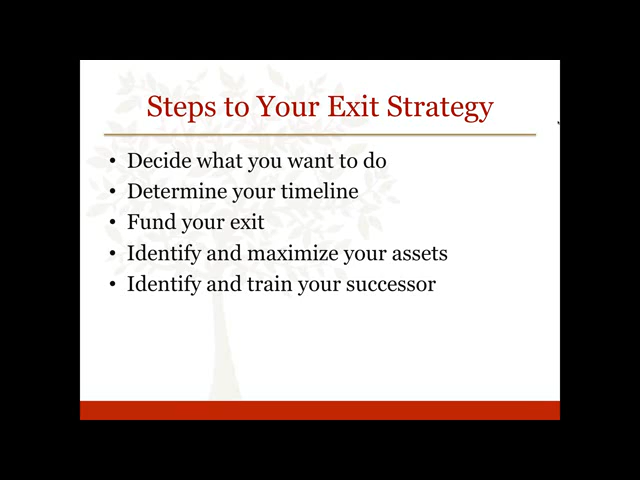 Steps to Your Exit Strategy
• Decide what you want to do
• Determine your timeline
• Fund your exit
• Identify and maximize your assets
• Identify and train your successor